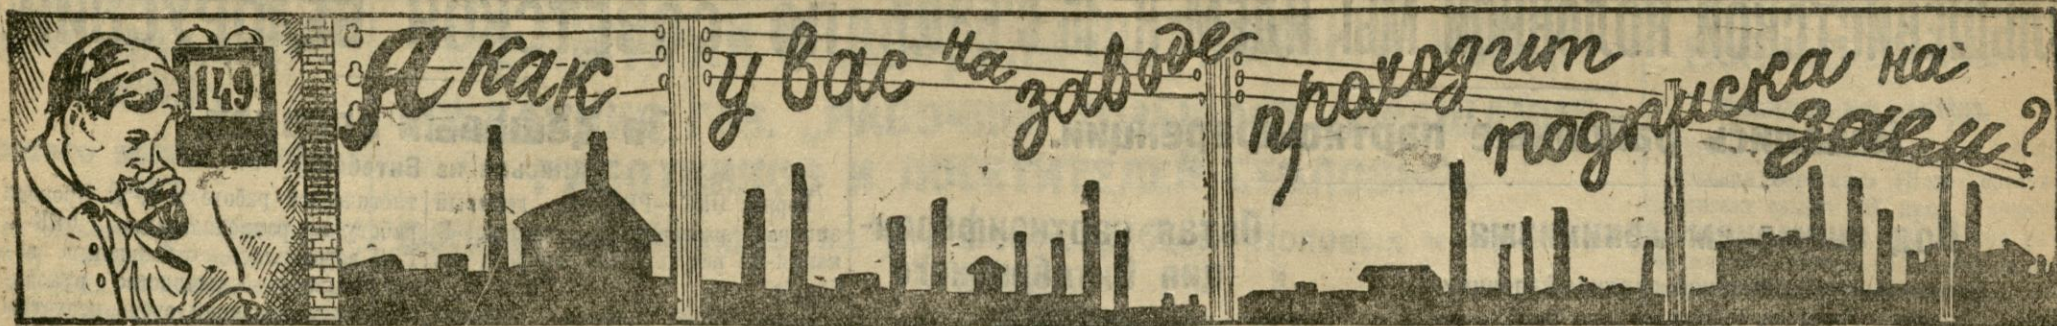 149
А как
у вас на заводе
проходит
подписка на
заем?